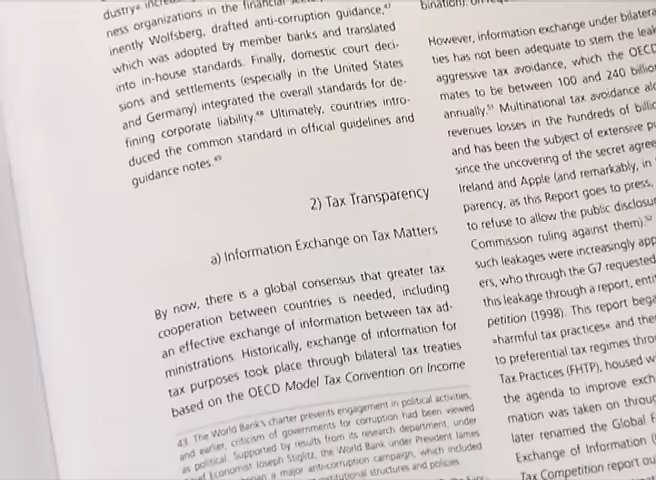 dustry«
ness organizations in the financial
inently Wolfsberg, drafted anti-corruption guidance,⁴⁷
which was adopted by member banks and translated
into in-house standards. Finally, domestic court deci-
sions and settlements (especially in the United States
and Germany) integrated the overall standards for de-
fining corporate liability.⁴⁸ Ultimately, countries intro-
duced the common standard in official guidelines and
guidance notes.⁴⁹
2) Tax Transparency
a) Information Exchange on Tax Matters
By now, there is a global consensus that greater tax
cooperation between countries is needed, including
an effective exchange of information between tax ad-
ministrations. Historically, exchange of information for
tax purposes took place through bilateral tax treaties
based on the OECD Model Tax Convention on Income
43 The World Bank's charter prevents engagement in political activities,
and earlier, criticism of governments for corruption had been viewed
as political. Supported by results from its research department, under
Economist Joseph Stiglitz, the World Bank under President James
a major anti-corruption campaign, which included
institutional structures and policies
However, information exchange under bilatera
ties has not been adequate to stem the leak
aggressive tax avoidance, which the OECD
mates to be between 100 and 240 billion
annually.⁵¹ Multinational tax avoidance
revenues losses in the hundreds of billio
and has been the subject of extensive
since the uncovering of the secret agree
Ireland and Apple (and remarkably, in
parency, as this Report goes to press,
to refuse to allow the public disclosur
Commission ruling against them).⁵²
such leakages were increasingly app
ers, who through the G7 requested
this leakage through a report, enti
petition (1998). This report bega
»harmful tax practices« and the
to preferential tax regimes thro
Tax Practices (FHTP), housed w
the agenda to improve exch
mation was taken on throug
later renamed the Global F
Exchange of Information (
Tax Competition report ou